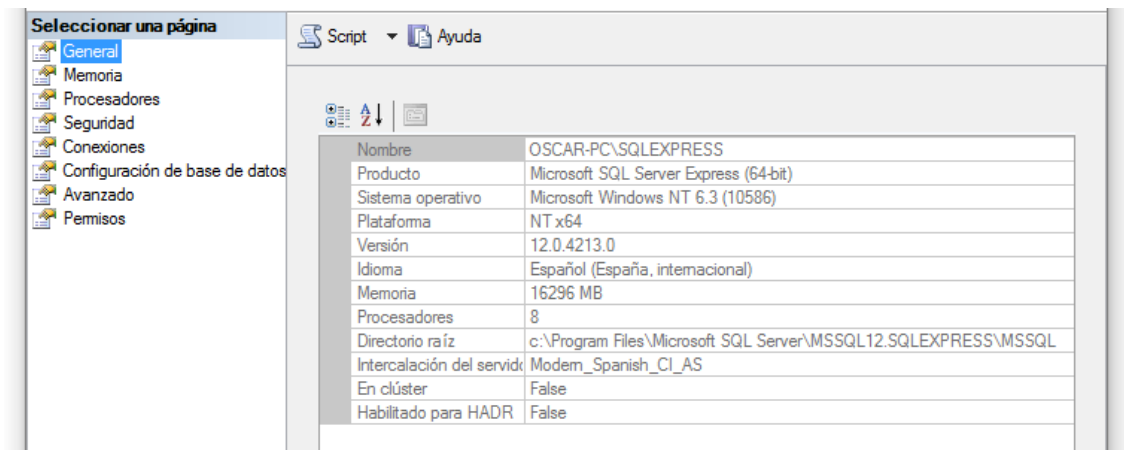 Seleccionar una página
General
Memoria
Procesadores
Seguridad
Conexiones
Configuración de base de datos
Avanzado
Permisos
Script Ayuda
Nombre OSCAR-PC\SQLEXPRESS
Producto Microsoft SQL Server Express (64-bit)
Sistema operativo Microsoft Windows NT 6.3 (10586)
Plataforma NT x64
Versión 12.0.4213.0
Idioma Español (España, internacional)
Memoria 16296 MB
Procesadores 8
Directorio raíz c:\Program Files\Microsoft SQL Server\MSSQL12.SQLEXPRESS\MSSQL
Intercalación del servido Modern_Spanish_CI_AS
En clúster False
Habilitado para HADR False